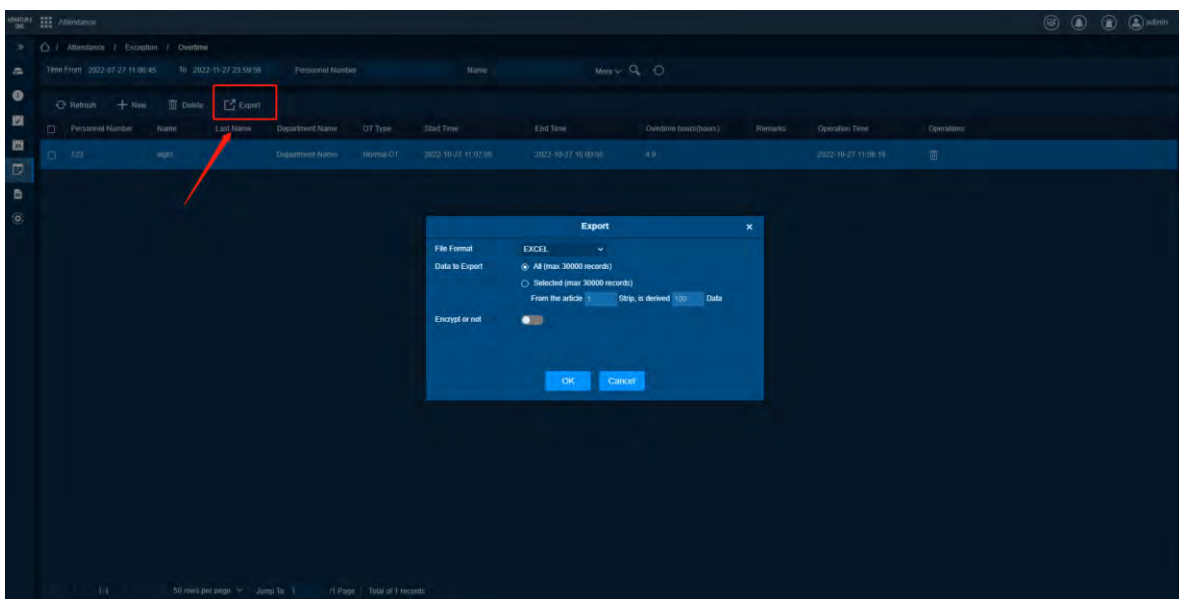 Attendance
admin
/ Attendance / Exception / Overtime
Time From 2022-07-27 11:06:45 To 2022-11-27 23:59:59 Personnel Number Name More
Refresh New Delete Export
Personnel Number Name Last Name Department Name OT Type Start Time End Time Overtime hours(hours) Remarks Operation Time Operations
123 eight Department Name Normal OT 2022-10-27 11:07:05 2022-10-27 16:00:00 4.9 2022-10-27 11:08:19
Export ×
File Format EXCEL
Data to Export All (max 30000 records)
Selected (max 30000 records)
From the article 1 Strip, is derived 100 Data
Encrypt or not
OK Cancel
50 rows per page Jump To 1 /1 Page Total of 1 records